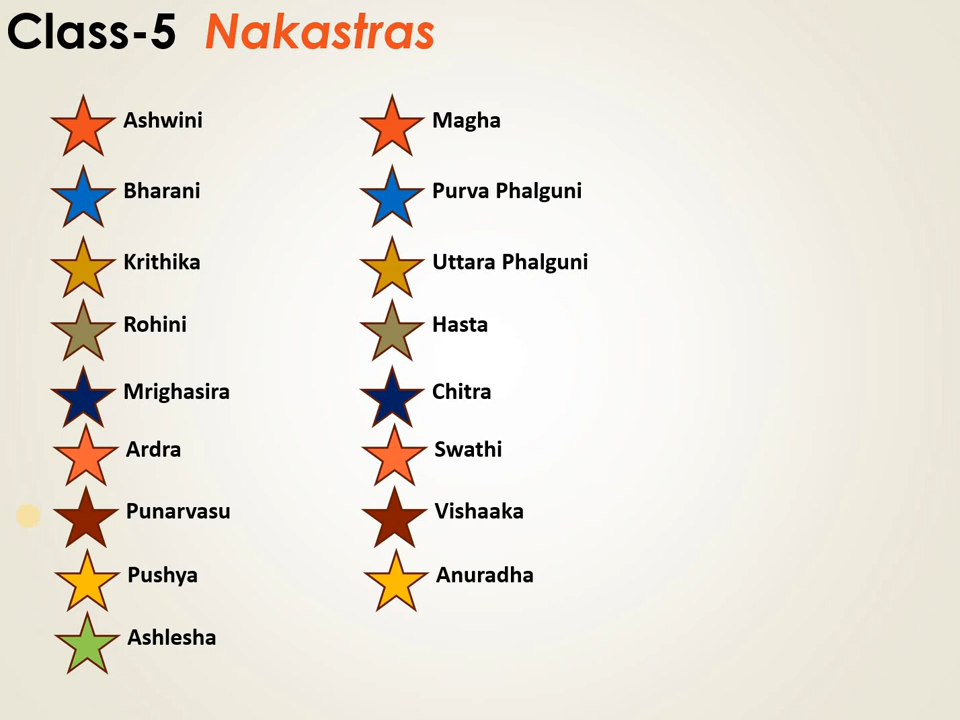 Class-5 Nakastras
Ashwini
Bharani
Krithika
Rohini
Mrighasira
Ardra
Punarvasu
Pushya
Ashlesha
Magha
Purva Phalguni
Uttara Phalguni
Hasta
Chitra
Swathi
Vishaaka
Anuradha